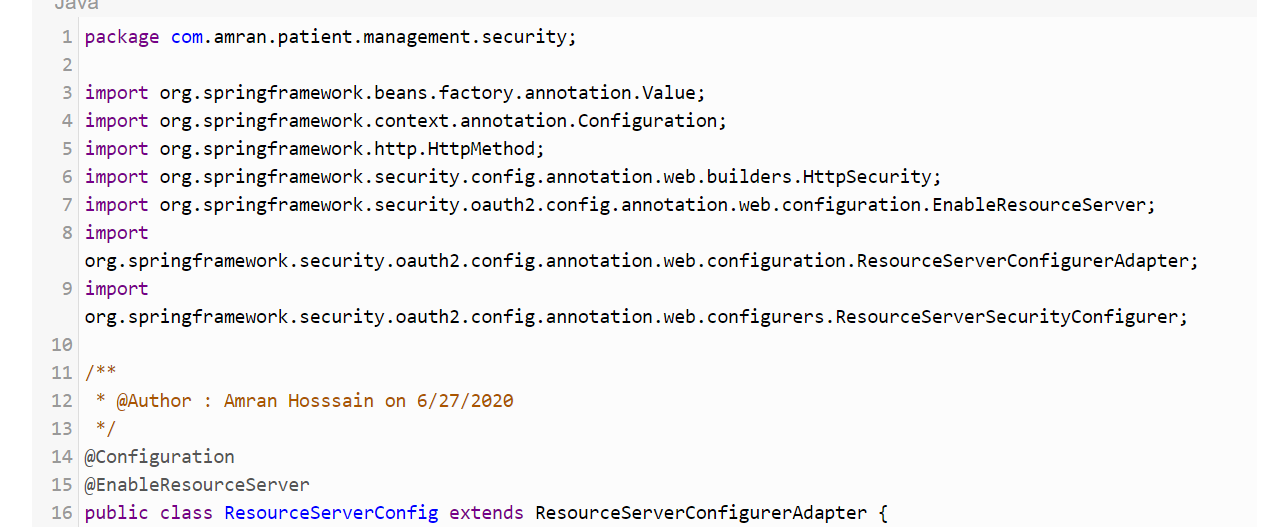 Java
1 package com.amran.patient.management.security;
2
3 import org.springframework.beans.factory.annotation.Value;
4 import org.springframework.context.annotation.Configuration;
5 import org.springframework.http.HttpMethod;
6 import org.springframework.security.config.annotation.web.builders.HttpSecurity;
7 import org.springframework.security.oauth2.config.annotation.web.configuration.EnableResourceServer;
8 import
org.springframework.security.oauth2.config.annotation.web.configuration.ResourceServerConfigurerAdapter;
9 import
org.springframework.security.oauth2.config.annotation.web.configurers.ResourceServerSecurityConfigurer;
10
11 /**
12  * @Author : Amran Hosssain on 6/27/2020
13  */
14 @Configuration
15 @EnableResourceServer
16 public class ResourceServerConfig extends ResourceServerConfigurerAdapter {